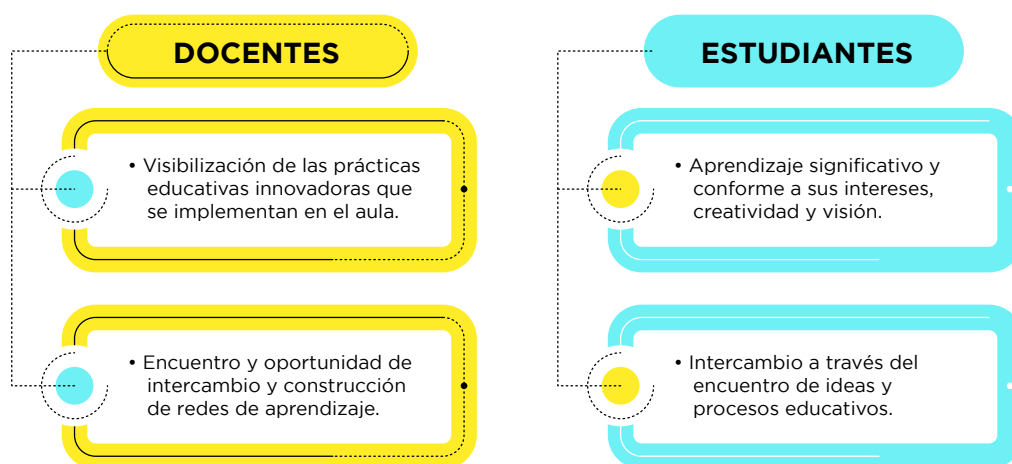 DOCENTES
• Visibilización de las prácticas
educativas innovadoras que
se implementan en el aula.
• Encuentro y oportunidad de
intercambio y construcción
de redes de aprendizaje.
ESTUDIANTES
• Aprendizaje significativo y
conforme a sus intereses,
creatividad y visión.
• Intercambio a través del
encuentro de ideas y
procesos educativos.